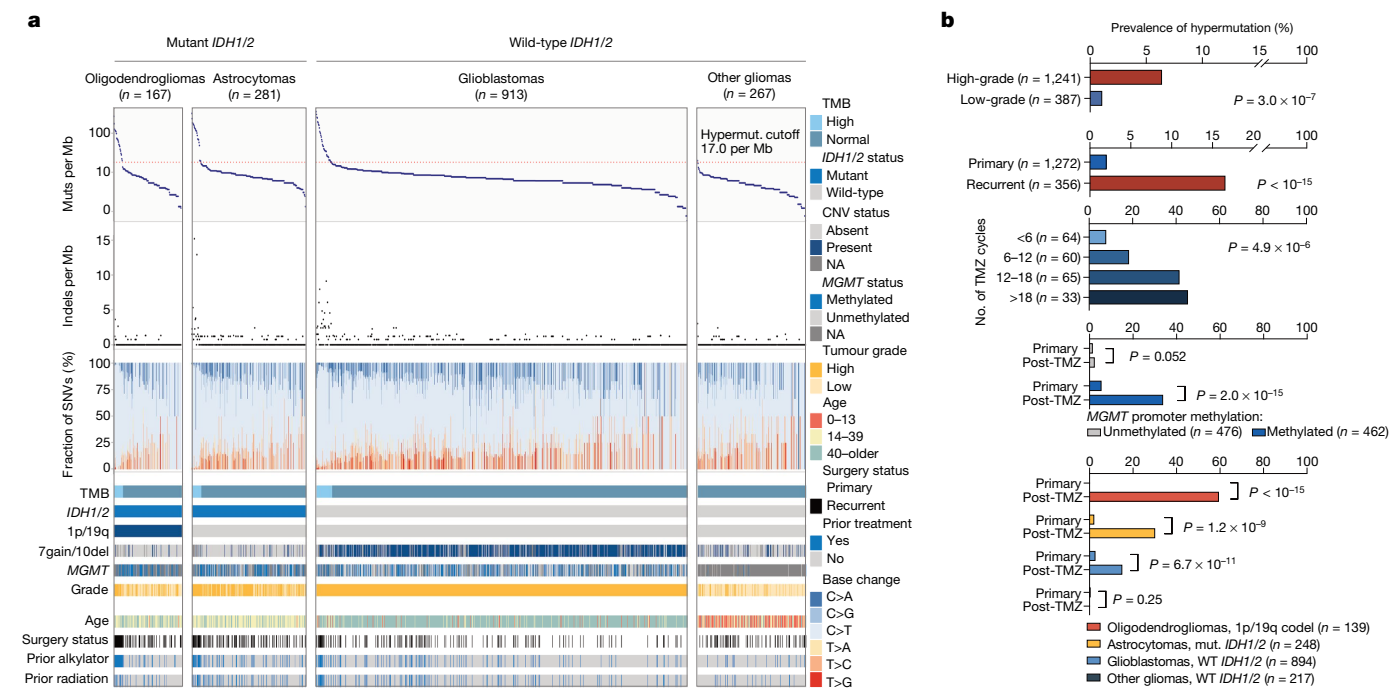 a
Mutant IDH1/2
Wild-type IDH1/2
Oligodendrogliomas
(n = 167)
Astrocytomas
(n = 281)
Glioblastomas
(n = 913)
Other gliomas
(n = 267)
Muts per Mb
100
10
0
Hypermut. cutoff
17.0 per Mb
Indels per Mb
15
10
5
0
Fraction of SNVs (%)
100
75
50
25
0
TMB
IDH1/2
1p/19q
7gain/10del
MGMT
Grade
Age
Surgery status
Prior alkylator
Prior radiation
TMB
High
Normal
IDH1/2 status
Mutant
Wild-type
CNV status
Absent
Present
NA
MGMT status
Methylated
Unmethylated
NA
Tumour grade
High
Low
Age
0–13
14–39
40–older
Surgery status
Primary
Recurrent
Prior treatment
Yes
No
Base change
C>A
C>G
C>T
T>A
T>C
T>G
b
Prevalence of hypermutation (%)
0 5 10 15 100
High-grade (n = 1,241)
Low-grade (n = 387)
P = 3.0 × 10–7
0 5 10 15 20 100
Primary (n = 1,272)
Recurrent (n = 356)
P < 10–15
0 20 40 60 80 100
No. of TMZ cycles
<6 (n = 64)
6–12 (n = 60)
12–18 (n = 65)
>18 (n = 33)
P = 4.9 × 10–6
0 20 40 60 80 100
Primary
Post-TMZ
P = 0.052
Primary
Post-TMZ
P = 2.0 × 10–15
MGMT promoter methylation:
Unmethylated (n = 476) Methylated (n = 462)
0 20 40 60 80 100
Primary
Post-TMZ
P < 10–15
Primary
Post-TMZ
P = 1.2 × 10–9
Primary
Post-TMZ
P = 6.7 × 10–11
Primary
Post-TMZ
P = 0.25
Oligodendrogliomas, 1p/19q codel (n = 139)
Astrocytomas, mut. IDH1/2 (n = 248)
Glioblastomas, WT IDH1/2 (n = 894)
Other gliomas, WT IDH1/2 (n = 217)